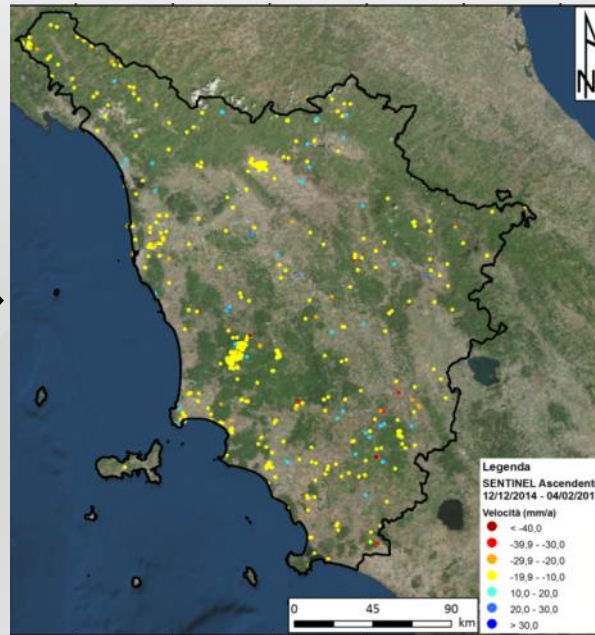 N
Legenda
SENTINEL Ascendente
12/12/2014 - 04/02/201
Velocità (mm/a)
< -40,0
-39,9 - -30,0
-29,9 - -20,0
-19,9 - -10,0
10,0 - 20,0
20,0 - 30,0
> 30,0
0 45 90
km